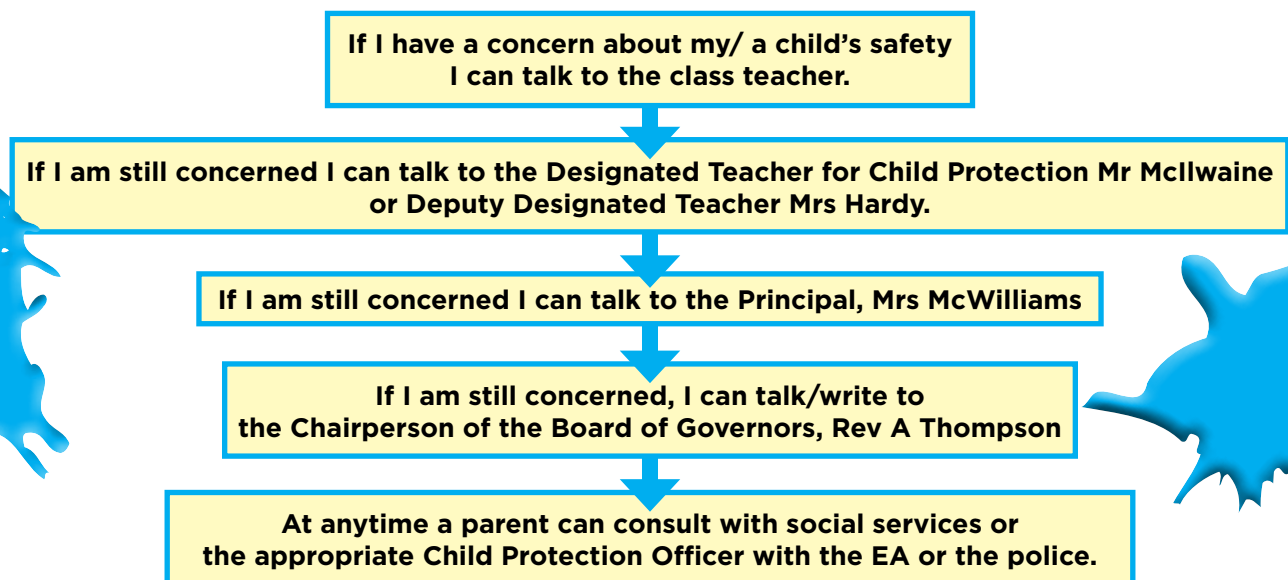 If I have a concern about my/ a child’s safety
I can talk to the class teacher.
If I am still concerned I can talk to the Designated Teacher for Child Protection Mr McIlwaine
or Deputy Designated Teacher Mrs Hardy.
If I am still concerned I can talk to the Principal, Mrs McWilliams
If I am still concerned, I can talk/write to
the Chairperson of the Board of Governors, Rev A Thompson
At anytime a parent can consult with social services or
the appropriate Child Protection Officer with the EA or the police.